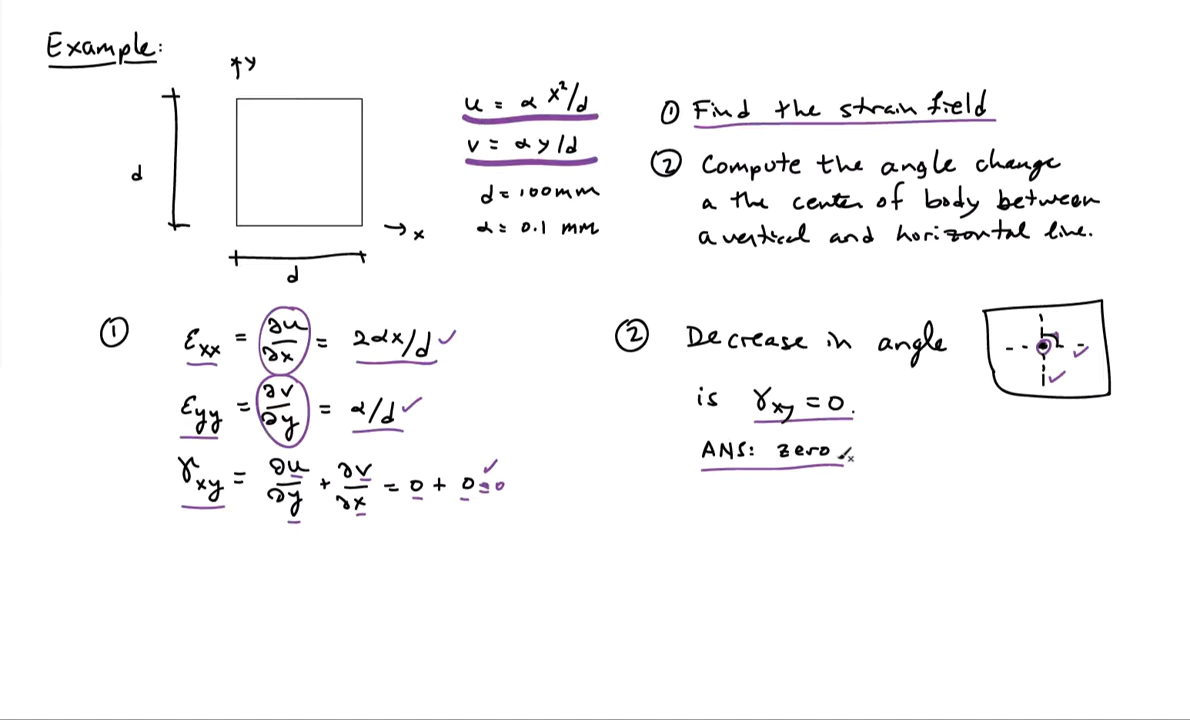 Example:
↑y
d
→x
d
u = α x²/d
v = α y/d
d = 100mm
α = 0.1 mm
① Find the strain field
② Compute the angle change
a the center of body between
a vertical and horizontal line.
①
εxx = ∂u/∂x = 2αx/d ✓
εyy = ∂v/∂y = α/d ✓
γxy = ∂u/∂y + ∂v/∂x = 0 + 0 = 0 ✓
② Decrease in angle
is γxy = 0.
ANS: zero